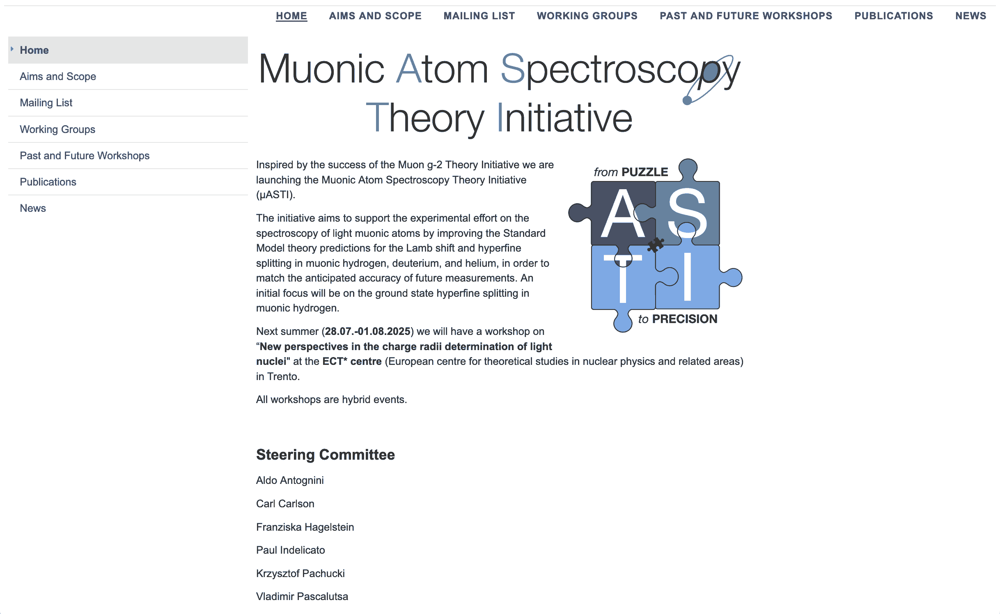 HOME AIMS AND SCOPE MAILING LIST WORKING GROUPS PAST AND FUTURE WORKSHOPS PUBLICATIONS NEWS
Home
Aims and Scope
Mailing List
Working Groups
Past and Future Workshops
Publications
News
Muonic Atom Spectroscopy
Theory Initiative
Inspired by the success of the Muon g-2 Theory Initiative we are
launching the Muonic Atom Spectroscopy Theory Initiative
(μASTI).
The initiative aims to support the experimental effort on the
spectroscopy of light muonic atoms by improving the Standard
Model theory predictions for the Lamb shift and hyperfine
splitting in muonic hydrogen, deuterium, and helium, in order to
match the anticipated accuracy of future measurements. An
initial focus will be on the ground state hyperfine splitting in
muonic hydrogen.
from PUZZLE
A S
T I
to PRECISION
Next summer (28.07.-01.08.2025) we will have a workshop on
“New perspectives in the charge radii determination of light
nuclei" at the ECT* centre (European centre for theoretical studies in nuclear physics and related areas)
in Trento.
All workshops are hybrid events.
Steering Committee
Aldo Antognini
Carl Carlson
Franziska Hagelstein
Paul Indelicato
Krzysztof Pachucki
Vladimir Pascalutsa